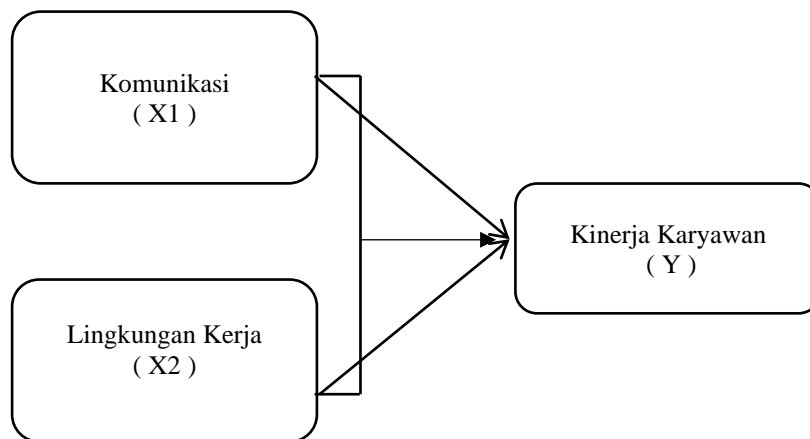 Komunikasi
( X1 )
Kinerja Karyawan
( Y )
Lingkungan Kerja
( X2 )